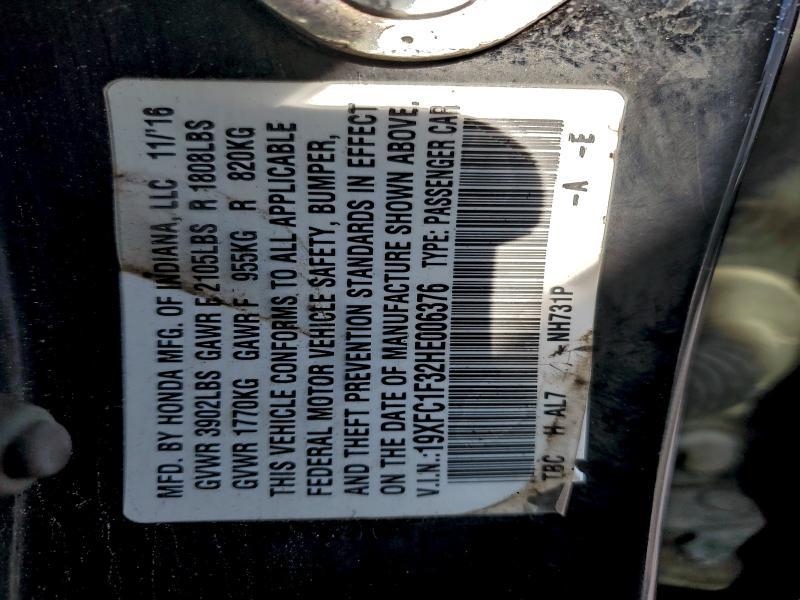 MFD. BY HONDA MFG. OF INDIANA, LLC 11/'16
GVWR 3902LBS GAWR F 2105LBS R 1808LBS
GVWR 1770KG GAWR F 955KG R 820KG
THIS VEHICLE CONFORMS TO ALL APPLICABLE
FEDERAL MOTOR VEHICLE SAFETY, BUMPER,
AND THEFT PREVENTION STANDARDS IN EFFECT
ON THE DATE OF MANUFACTURE SHOWN ABOVE.
V.I.N.:19XFC1F32HE006376 TYPE: PASSENGER CAR
TBC H AL7 NH731P -A -E